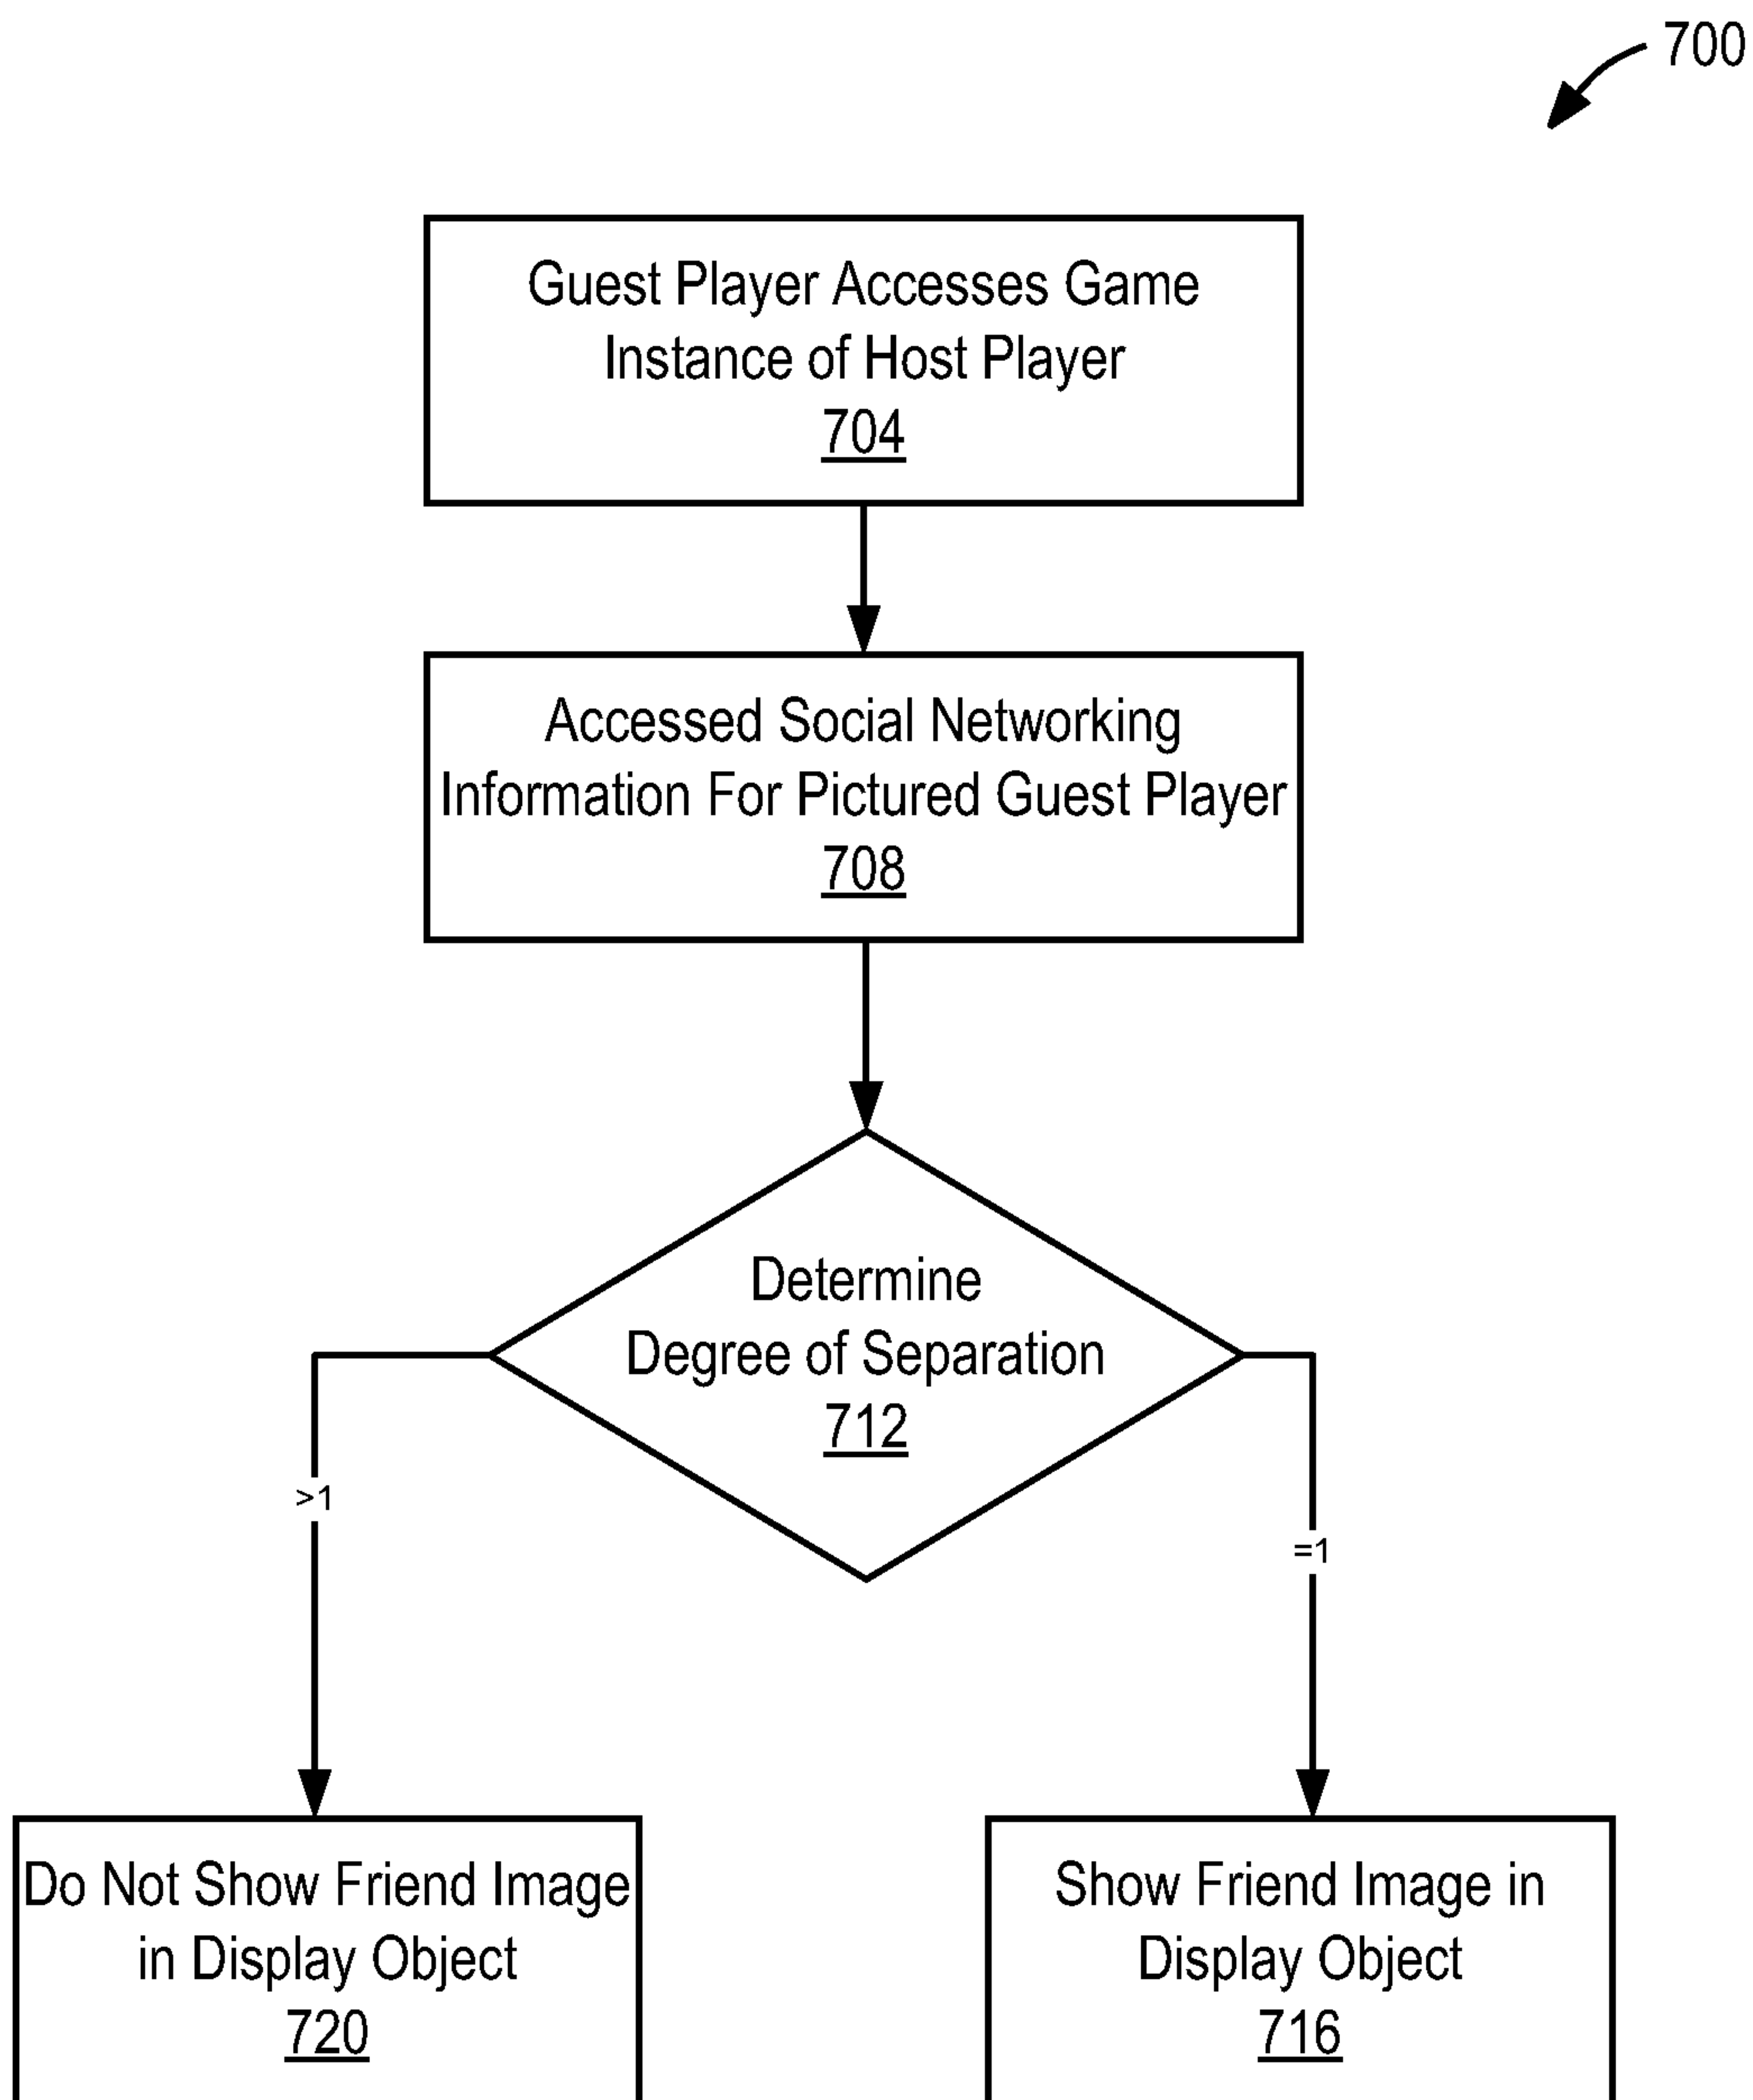 700
Guest Player Accesses Game
Instance of Host Player
704
Accessed Social Networking
Information For Pictured Guest Player
708
Determine
Degree of Separation
712
>1
=1
Do Not Show Friend Image
in Display Object
720
Show Friend Image in
Display Object
716